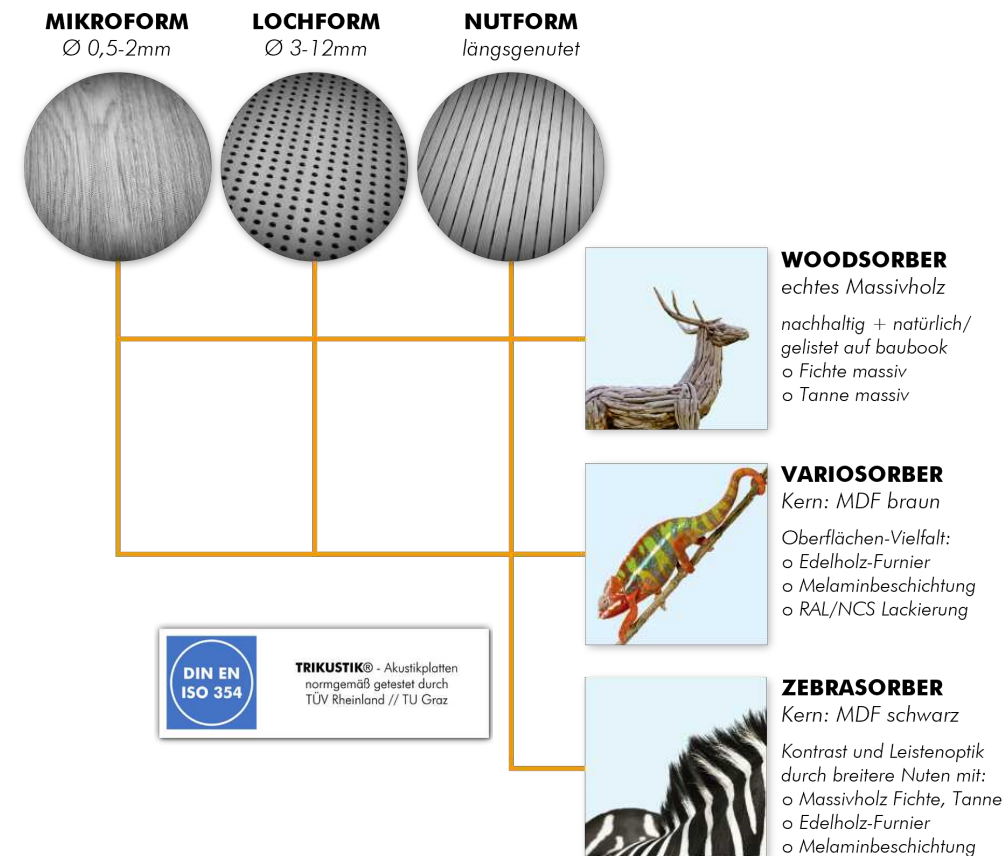 MIKROFORM
Ø 0,5-2mm
LOCHFORM
Ø 3-12mm
NUTFORM
längsgenutet
WOODSORBER
echtes Massivholz
nachhaltig + natürlich/
gelistet auf baubook
o Fichte massiv
o Tanne massiv
VARIOSORBER
Kern: MDF braun
Oberflächen-Vielfalt:
o Edelholz-Furnier
o Melaminbeschichtung
o RAL/NCS Lackierung
DIN EN
ISO 354
TRIKUSTIK® - Akustikplatten
normgemäß getestet durch
TÜV Rheinland // TU Graz
ZEBRASORBER
Kern: MDF schwarz
Kontrast und Leistenoptik
durch breitere Nuten mit:
o Massivholz Fichte, Tanne
o Edelholz-Furnier
o Melaminbeschichtung